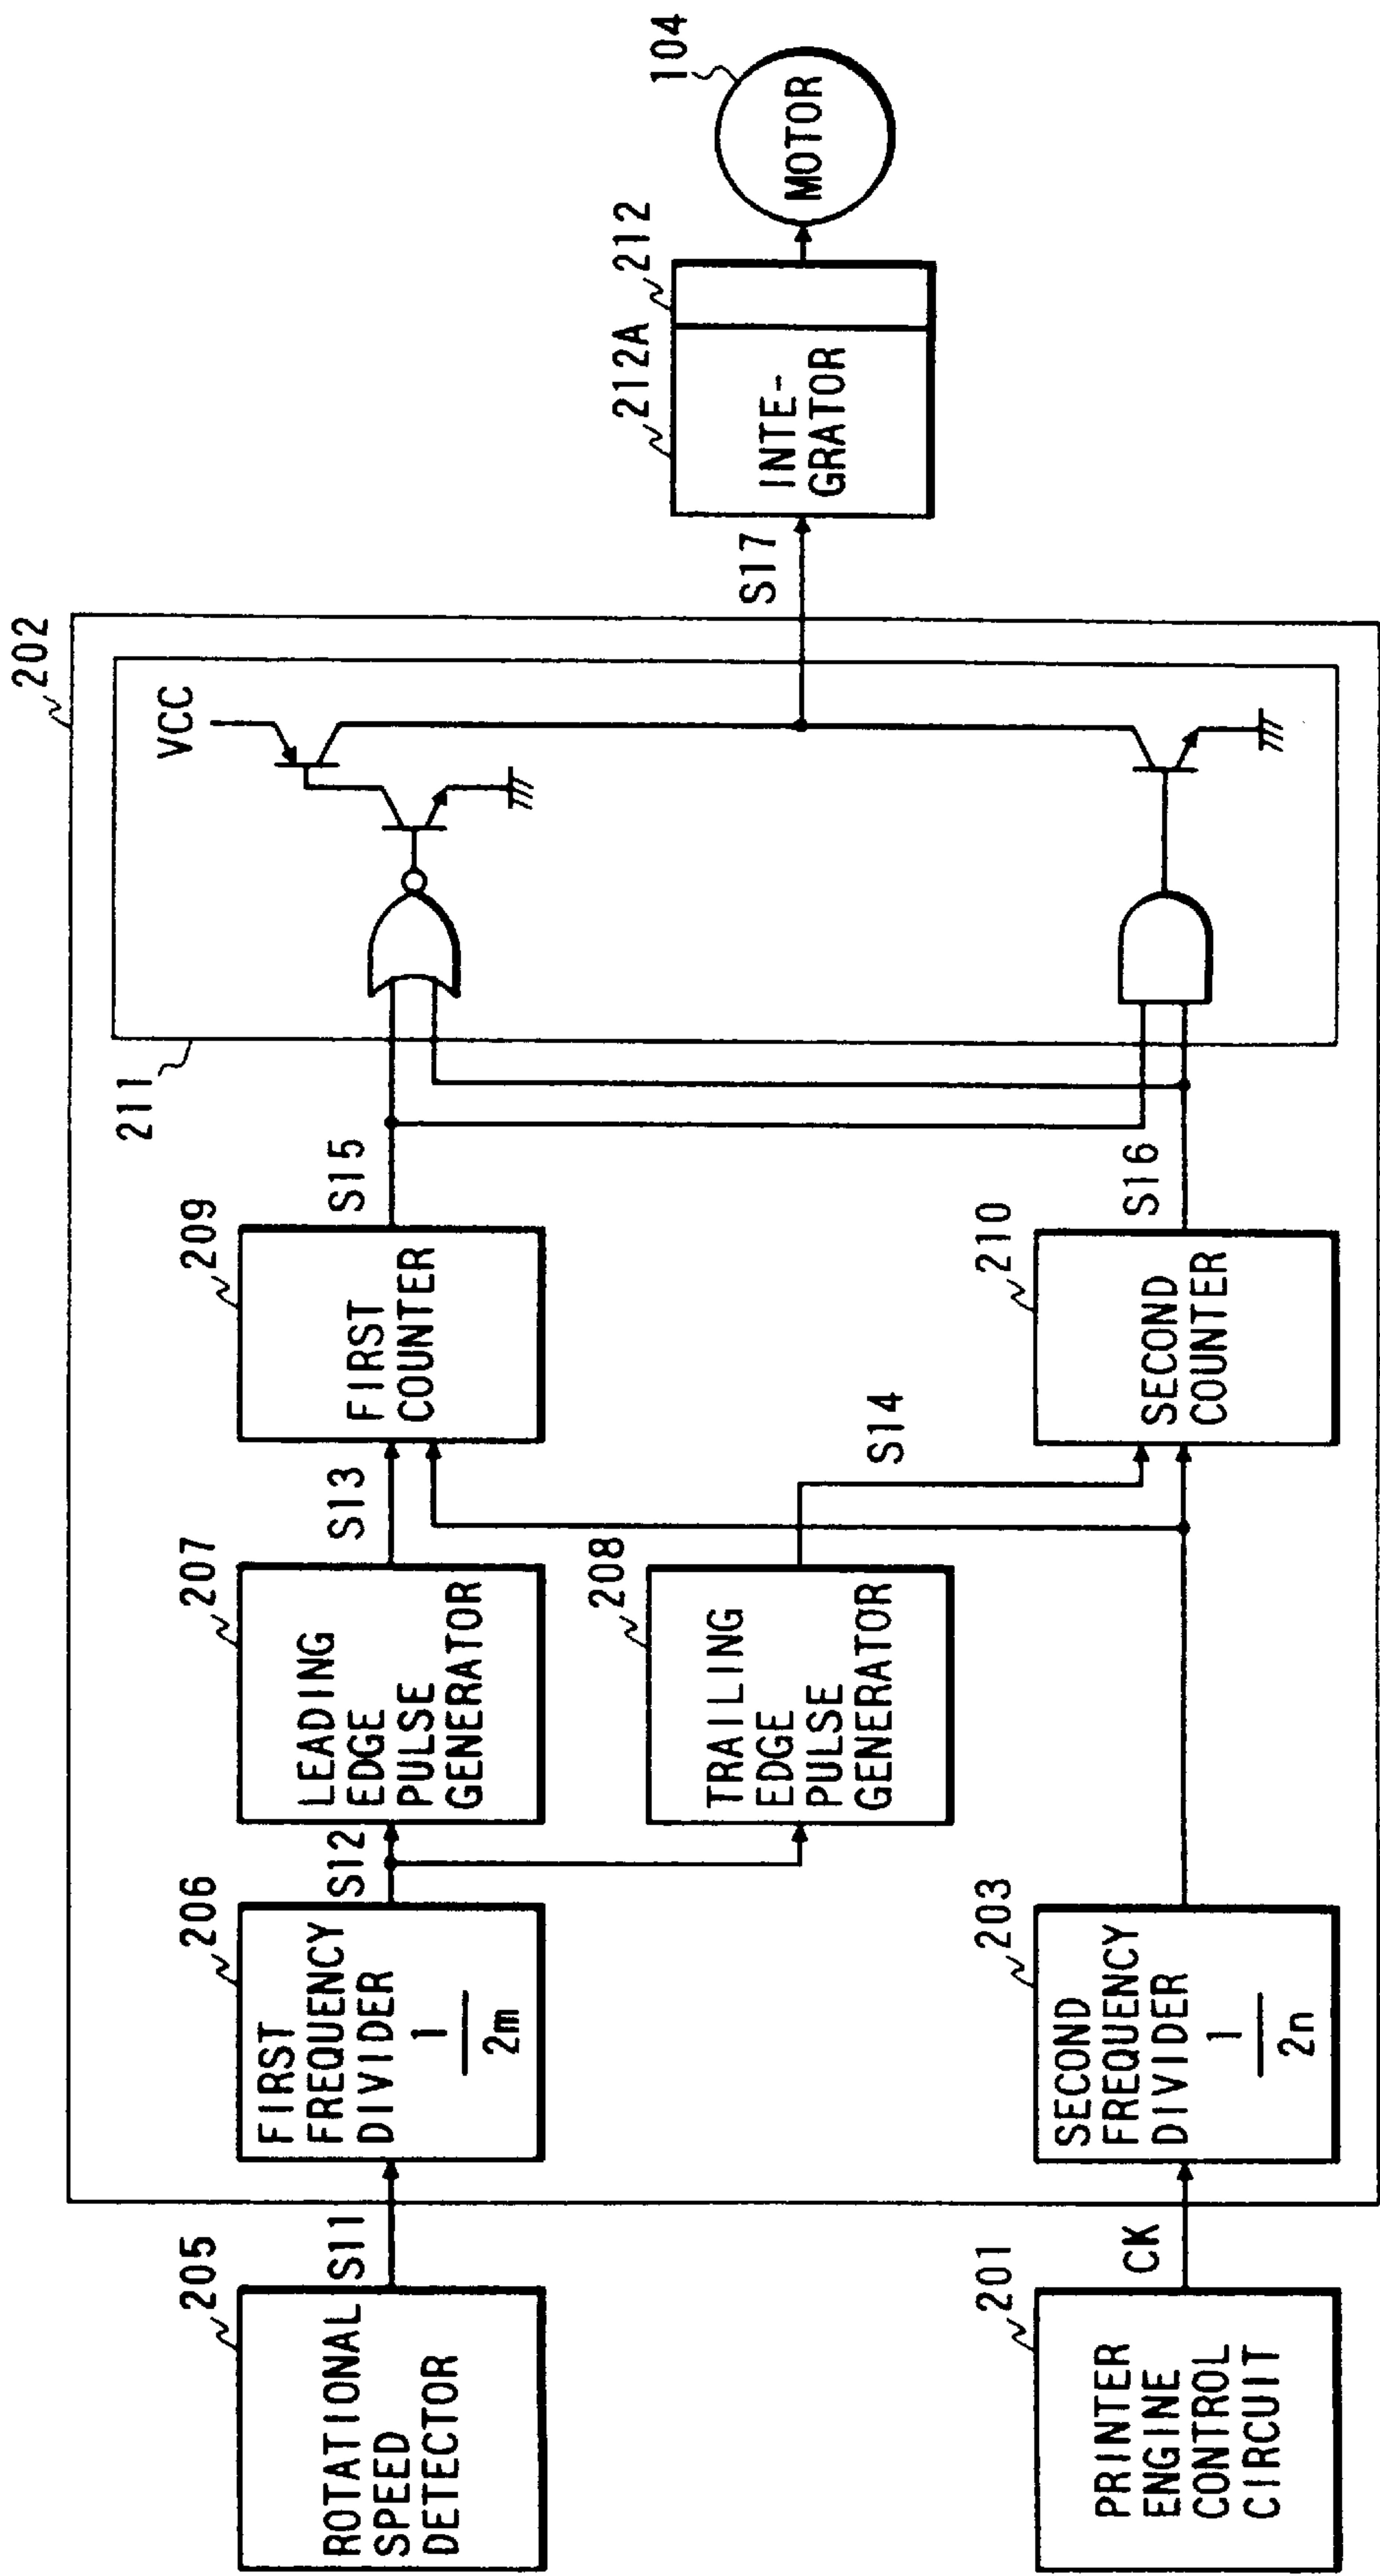 205
ROTATIONAL
SPEED
DETECTOR
S11
206
FIRST
FREQUENCY
DIVIDER
1
2m
S12
207
LEADING
EDGE
PULSE
GENERATOR
S13
209
FIRST
COUNTER
S15
208
TRAILING
EDGE
PULSE
GENERATOR
S14
201
PRINTER
ENGINE
CONTROL
CIRCUIT
CK
203
SECOND
FREQUENCY
DIVIDER
1
2n
210
SECOND
COUNTER
S16
211
VCC
202
S17
212A
212
INTE-
GRATOR
104
MOTOR